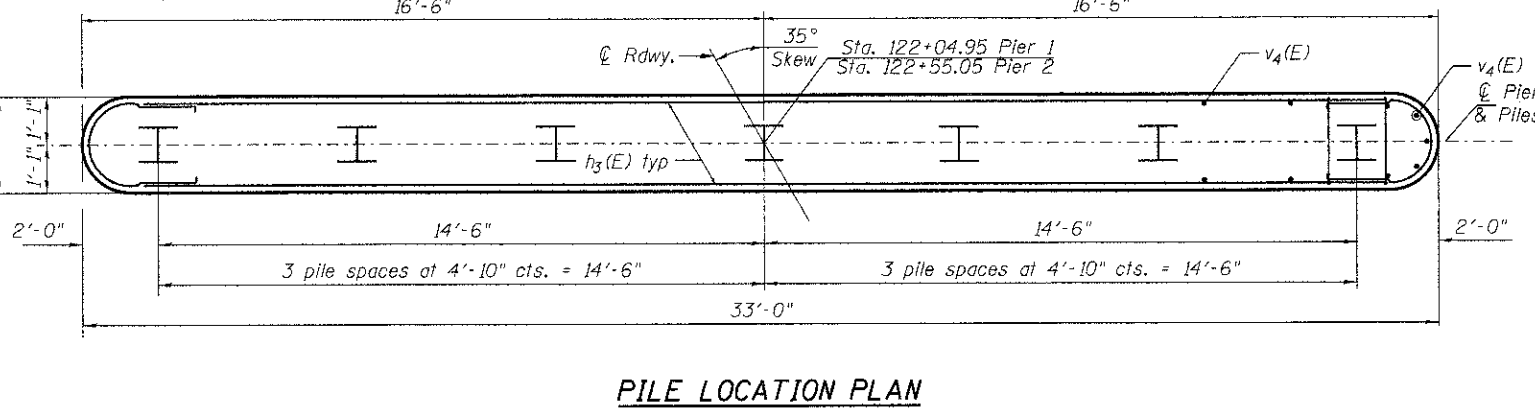 16'-6" 16'-6"
35°
Skew
℄ Rdwy.
Sta. 122+04.95 Pier 1
Sta. 122+55.05 Pier 2
v4(E)
v4(E)
℄ Pier
& Piles
1'-1" 1'-1"
h3(E) typ
2'-0" 14'-6" 14'-6" 2'-0"
3 pile spaces at 4'-10" cts. = 14'-6" 3 pile spaces at 4'-10" cts. = 14'-6"
33'-0"
PILE LOCATION PLAN